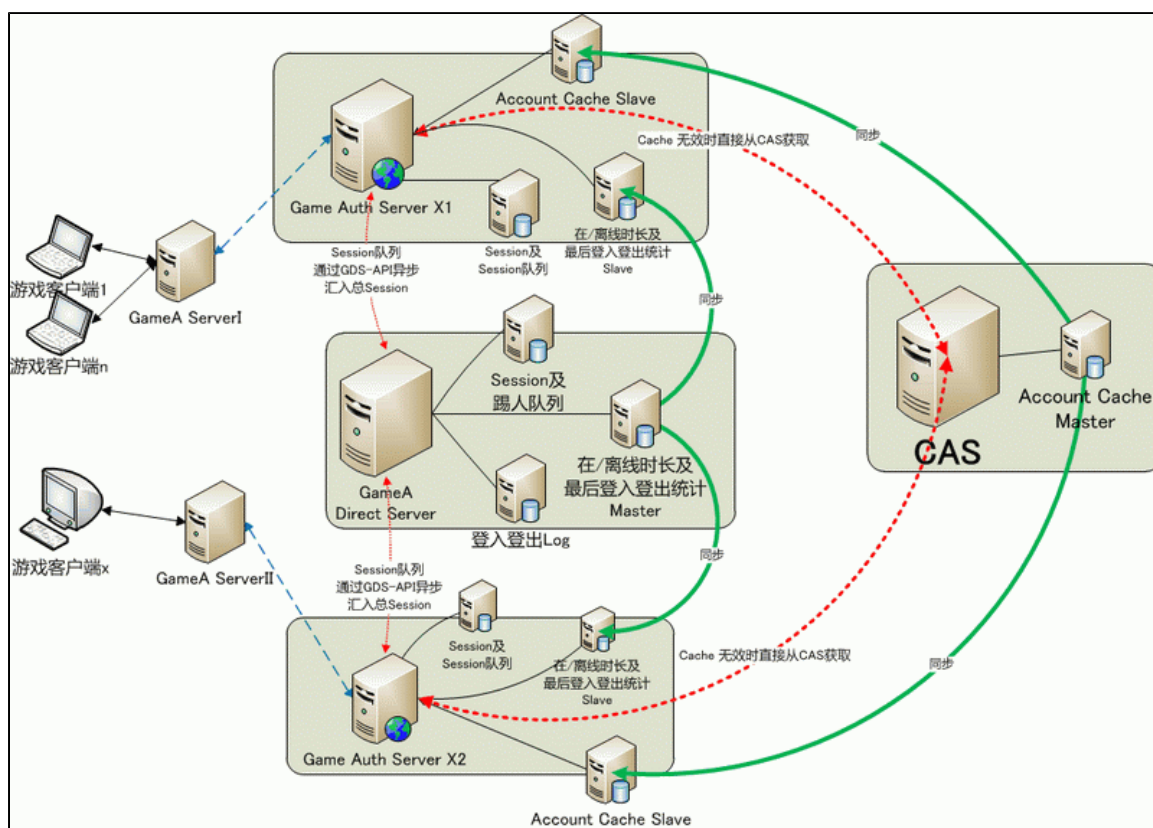 Account Cache Slave
Cache 无效时直接从CAS获取
同步
Game Auth Server X1
Session及
Session队列
在/离线时长及
最后登入登出统计
Slave
游戏客户端1
游戏客户端n
GameA ServerI
Session队列
通过GDS-API异步
汇入总Session
同步
Session及
踢人队列
GameA
Direct Server
在/离线时长及
最后登入登出统计
Master
登入登出Log
CAS
Account Cache
Master
游戏客户端x
GameA ServerII
Session队列
通过GDS-API异步
汇入总Session
同步
Session及
Session队列
在/离线时长及
最后登入登出统计
Slave
Cache 无效时直接从CAS获取
同步
Game Auth Server X2
Account Cache Slave